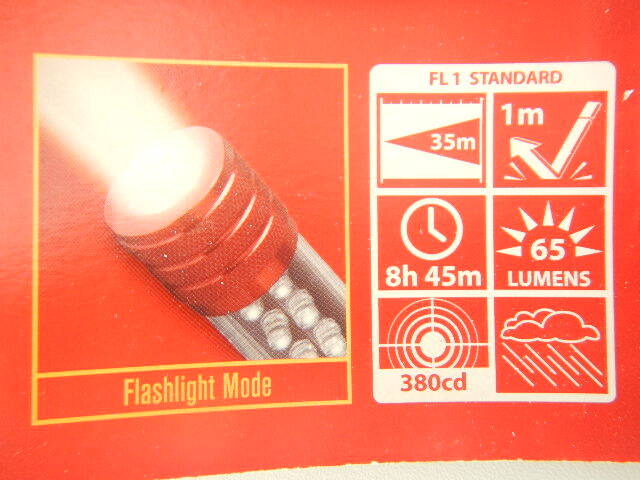 FL 1 STANDARD
35m
1m
8h 45m
65
LUMENS
380cd
Flashlight Mode